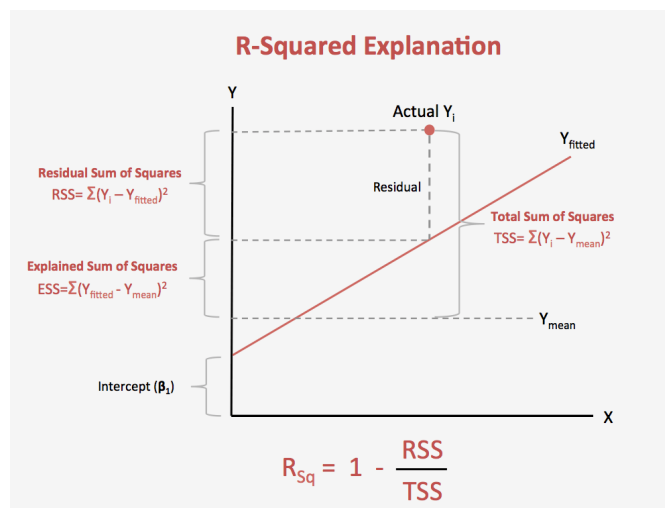 R-Squared Explanation
Y
Actual Yi
Yfitted
Residual Sum of Squares
RSS= Σ(Yi – Yfitted)²
Residual
Total Sum of Squares
TSS= Σ(Yi – Ymean)²
Explained Sum of Squares
ESS=Σ(Yfitted - Ymean)²
Ymean
Intercept (β₁)
X
RSq = 1 - RSS
TSS